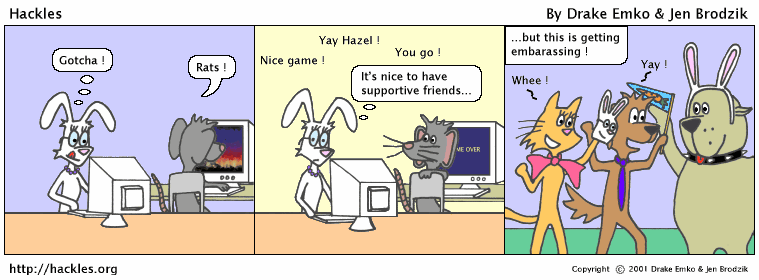 Hackles
By Drake Emko & Jen Brodzik
Gotcha !
Rats !
Yay Hazel !
You go !
Nice game !
It's nice to have
supportive friends...
ME OVER
...but this is getting
embarassing !
Whee !
Yay !
http://hackles.org
Copyright © 2001 Drake Emko & Jen Brodzik